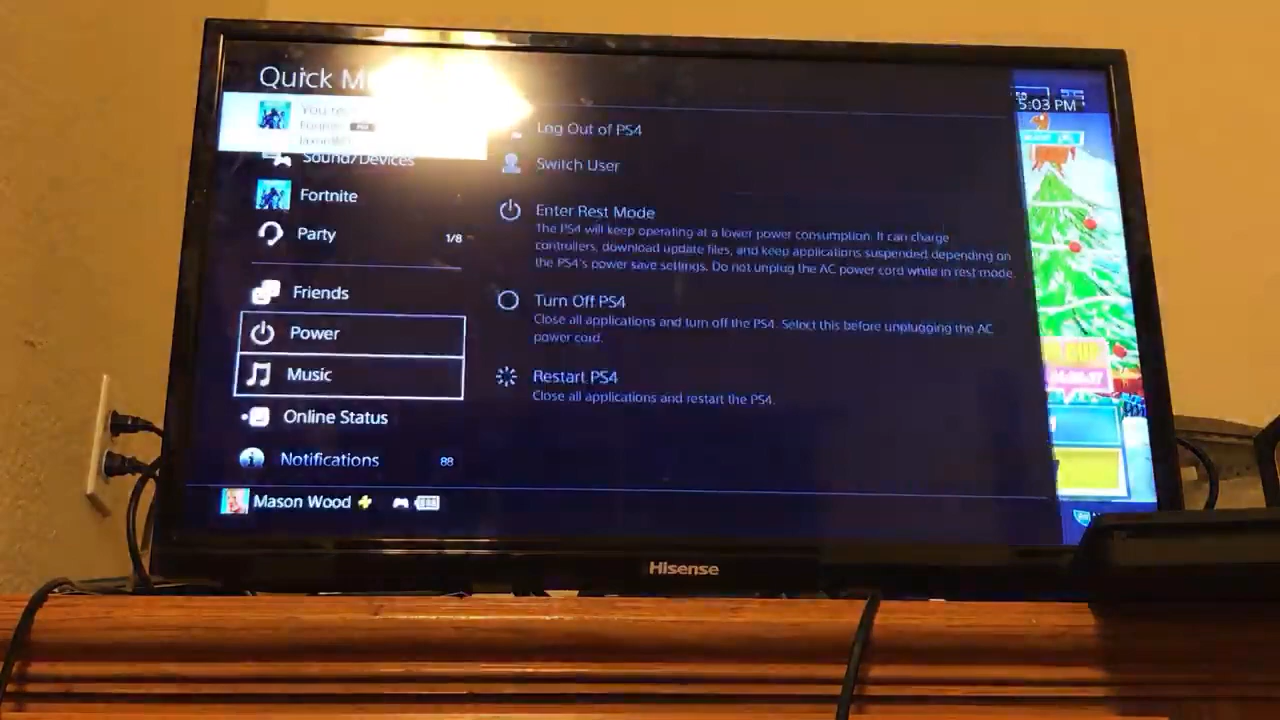 Quick
5:03 PM
Log Out of PS4
Sound/Devices
Switch User
Fortnite
Enter Rest Mode
The PS4 will keep operating at a lower power consumption. It can charge
controllers, download update files, and keep applications suspended depending on
the PS4's power save settings. Do not unplug the AC power cord while in rest mode.
Party
1/8
Friends
Turn Off PS4
Close all applications and turn off the PS4. Select this before unplugging the AC
power cord.
Power
Music
Restart PS4
Close all applications and restart the PS4.
Online Status
Notifications
88
Mason Wood
Hisense